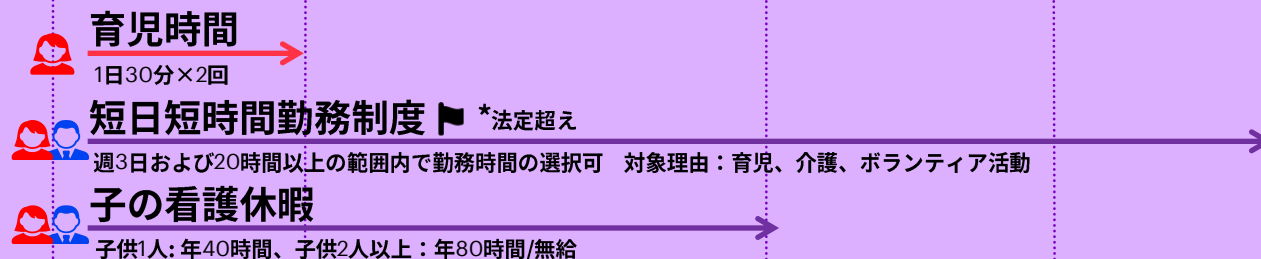 育児時間
1日30分×2回
短日短時間勤務制度 *法定超え
週3日および20時間以上の範囲内で勤務時間の選択可　対象理由：育児、介護、ボランティア活動
子の看護休暇
子供1人: 年40時間、子供2人以上：年80時間/無給